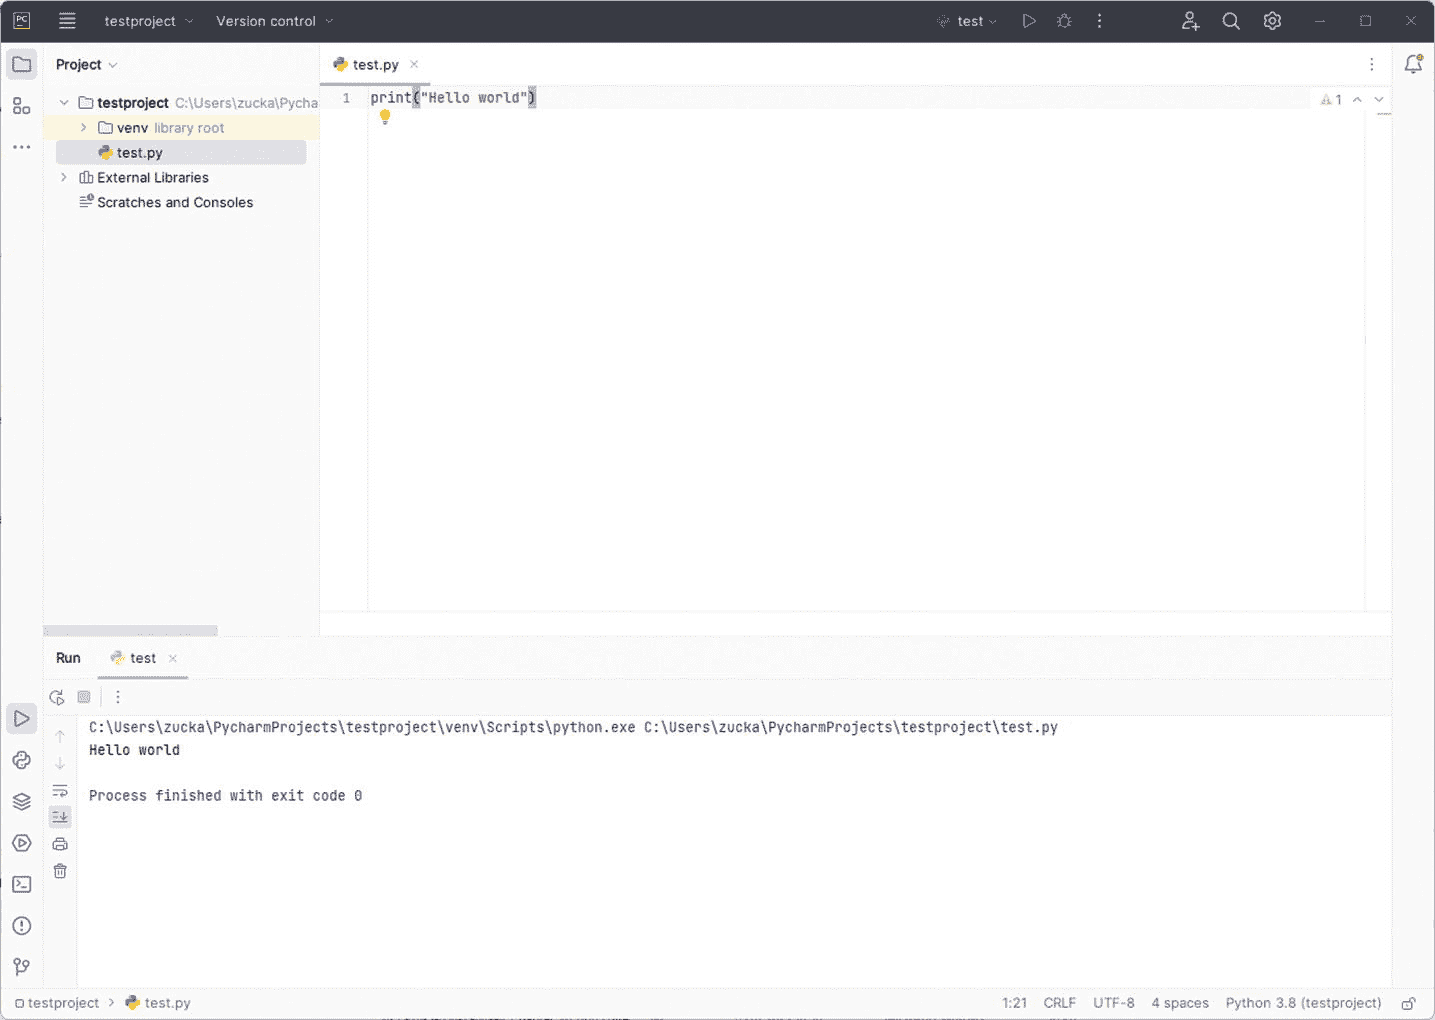 PC testproject Version control test
Project
test.py
testproject C:\Users\zucka\Pycha
venv library root
test.py
External Libraries
Scratches and Consoles
1 print("Hello world")
1
Run test
C:\Users\zucka\PycharmProjects\testproject\venv\Scripts\python.exe C:\Users\zucka\PycharmProjects\testproject\test.py
Hello world
Process finished with exit code 0
testproject test.py 1:21 CRLF UTF-8 4 spaces Python 3.8 (testproject)